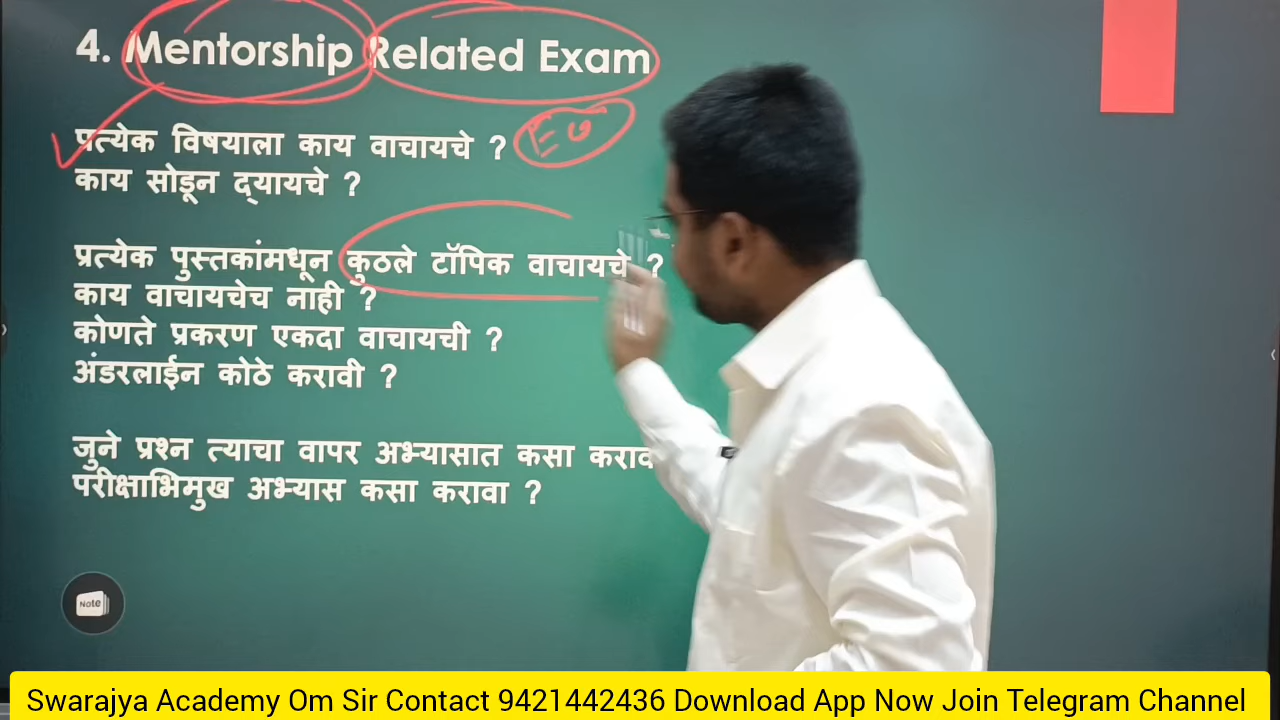 4. Mentorship Related Exam
प्रत्येक विषयाला काय वाचायचे ?
काय सोडून द्यायचे ?
प्रत्येक पुस्तकांमधून कुठले टॉपिक वाचायचे ?
काय वाचायचेच नाही ?
कोणते प्रकरण एकदा वाचायची ?
अंडरलाईन कोठे करावी ?
जुने प्रश्न त्याचा वापर अभ्यासात कसा
परीक्षाभिमुख अभ्यास कसा करावा ?
Note
Swarajya Academy Om Sir Contact 9421442436 Download App Now Join Telegram Channel